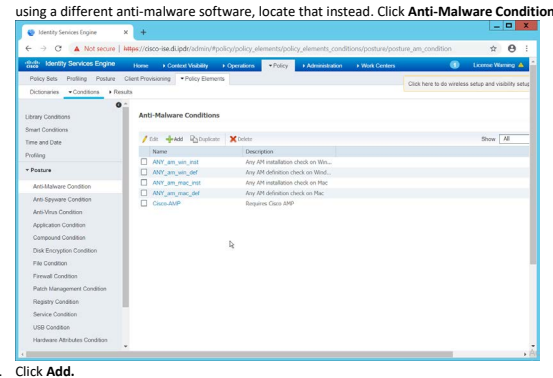 using a different anti-malware software, locate that instead. Click Anti-Malware Condition
Identity Services Engine
Not secure | https://cisco-ise.di.ipdr/admin/#policy/policy_elements/policy_elements_conditions/posture/posture_am_condition
cisco Identity Services Engine Home Context Visibility Operations Policy Administration Work Centers 1 License Warning
Policy Sets Profiling Posture Client Provisioning Policy Elements
Click here to do wireless setup and visibility setup
Dictionaries Conditions Results
Library Conditions
Smart Conditions
Time and Date
Profiling
Posture
Anti-Malware Condition
Anti-Spyware Condition
Anti-Virus Condition
Application Condition
Compound Condition
Disk Encryption Condition
File Condition
Firewall Condition
Patch Management Condition
Registry Condition
Service Condition
USB Condition
Hardware Attributes Condition
Anti-Malware Conditions
Edit Add Duplicate Delete Show All
Name Description
ANY_am_win_inst Any AM installation check on Win...
ANY_am_win_def Any AM definition check on Wind...
ANY_am_mac_inst Any AM installation check on Mac
ANY_am_mac_def Any AM definition check on Mac
Cisco-AMP Requires Cisco AMP
. Click Add.